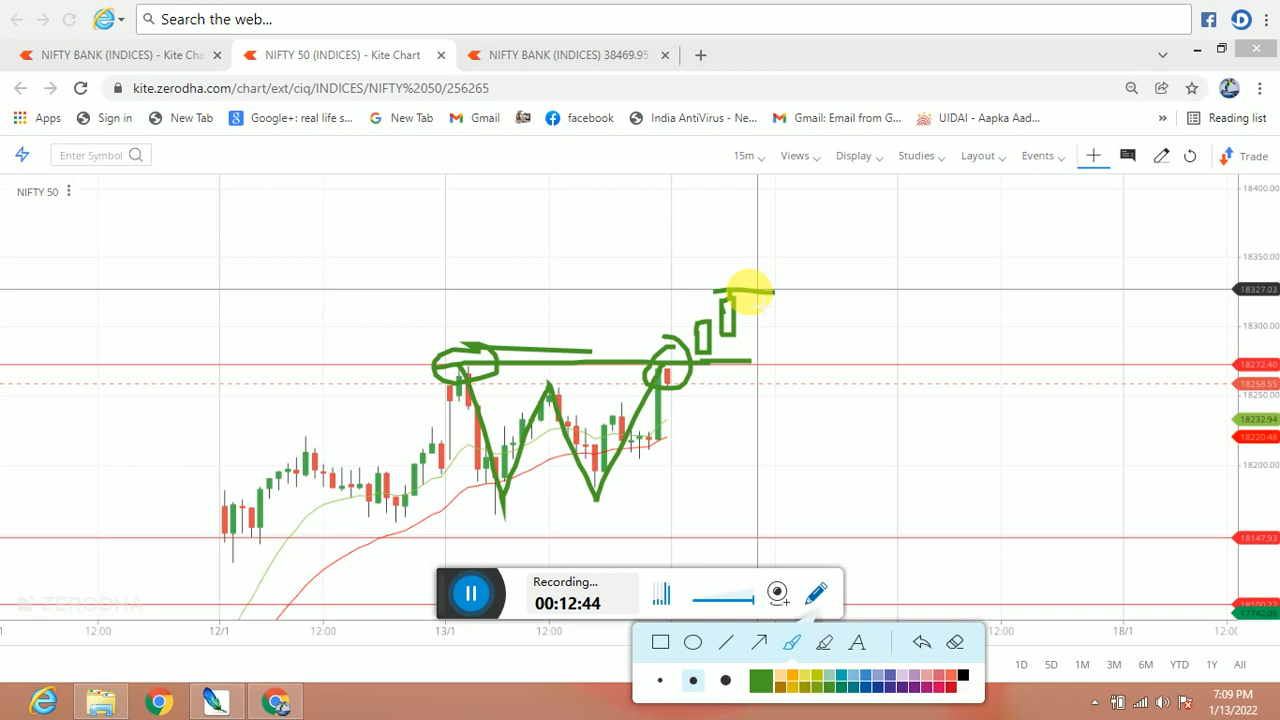 Search the web...
NIFTY BANK (INDICES) - Kite Cha
NIFTY 50 (INDICES) - Kite Chart
NIFTY BANK (INDICES) 38469.95
kite.zerodha.com/chart/ext/ciq/INDICES/NIFTY%2050/256265
Apps
Sign in
New Tab
Google+: real life s...
New Tab
Gmail
facebook
India AntiVirus - Ne...
Gmail: Email from G...
UIDAI - Aapka Aad...
»
Reading list
Enter Symbol
15m
Views
Display
Studies
Layout
Events
Trade
NIFTY 50
18400.00
18350.00
18327.03
18300.00
18272.40
18258.55
18250.00
18232.94
18220.48
18200.00
18147.93
18100.22
17742.05
ZERODHA
1
12:00
12/1
12:00
13/1
12:00
12:00
18/1
12:00
Recording...
00:12:44
A
1D
5D
1M
3M
6M
YTD
1Y
All
7:09 PM
1/13/2022